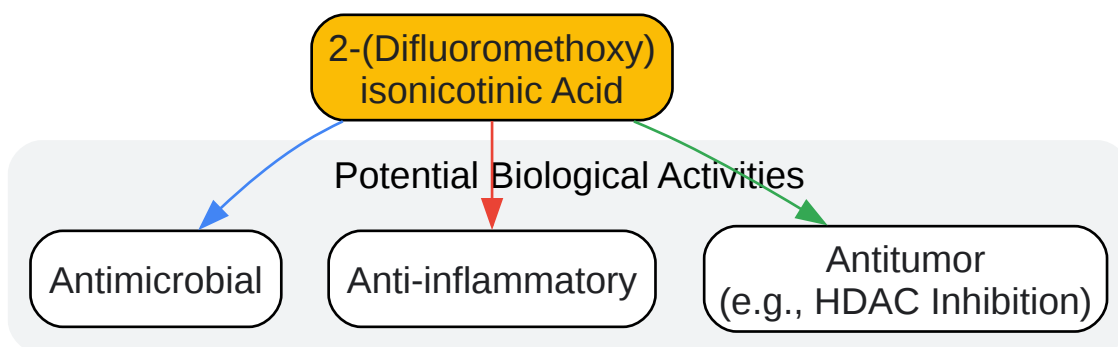 2-(Difluoromethoxy)
isonicotinic Acid
Potential Biological Activities
Antimicrobial
Anti-inflammatory
Antitumor
(e.g., HDAC Inhibition)